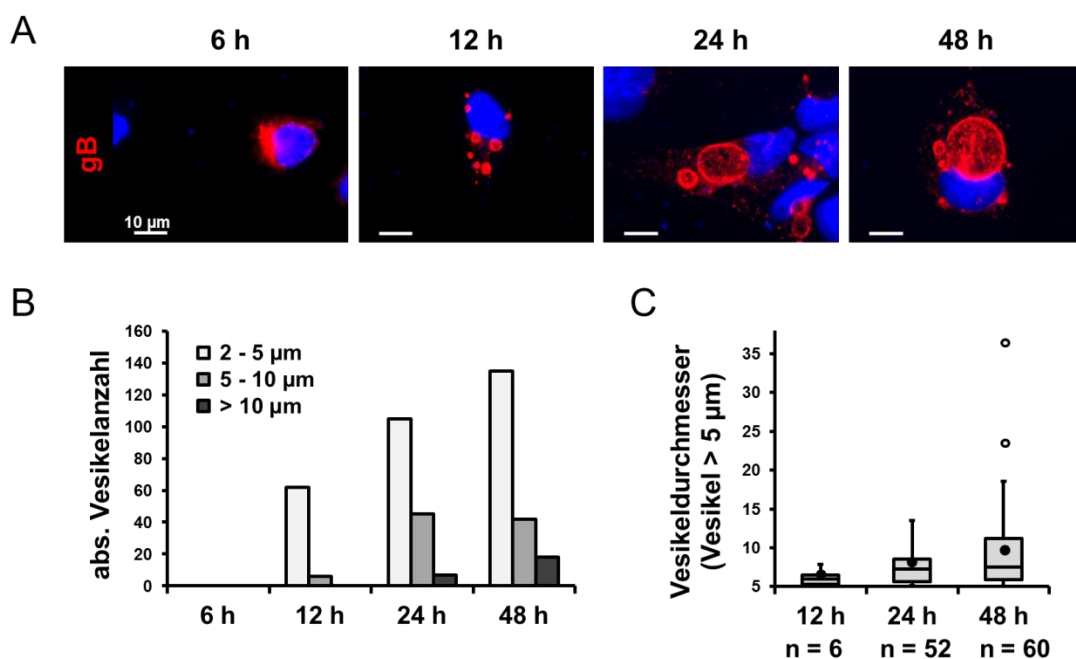 A
6 h 12 h 24 h 48 h
gB
10 µm
B
abs. Vesikelanzahl
160
140
120
100
80
60
40
20
0
2 - 5 µm
5 - 10 µm
> 10 µm
6 h 12 h 24 h 48 h
C
Vesikeldurchmesser
(Vesikel > 5 µm)
35
30
25
20
15
10
5
12 h 24 h 48 h
n = 6 n = 52 n = 60